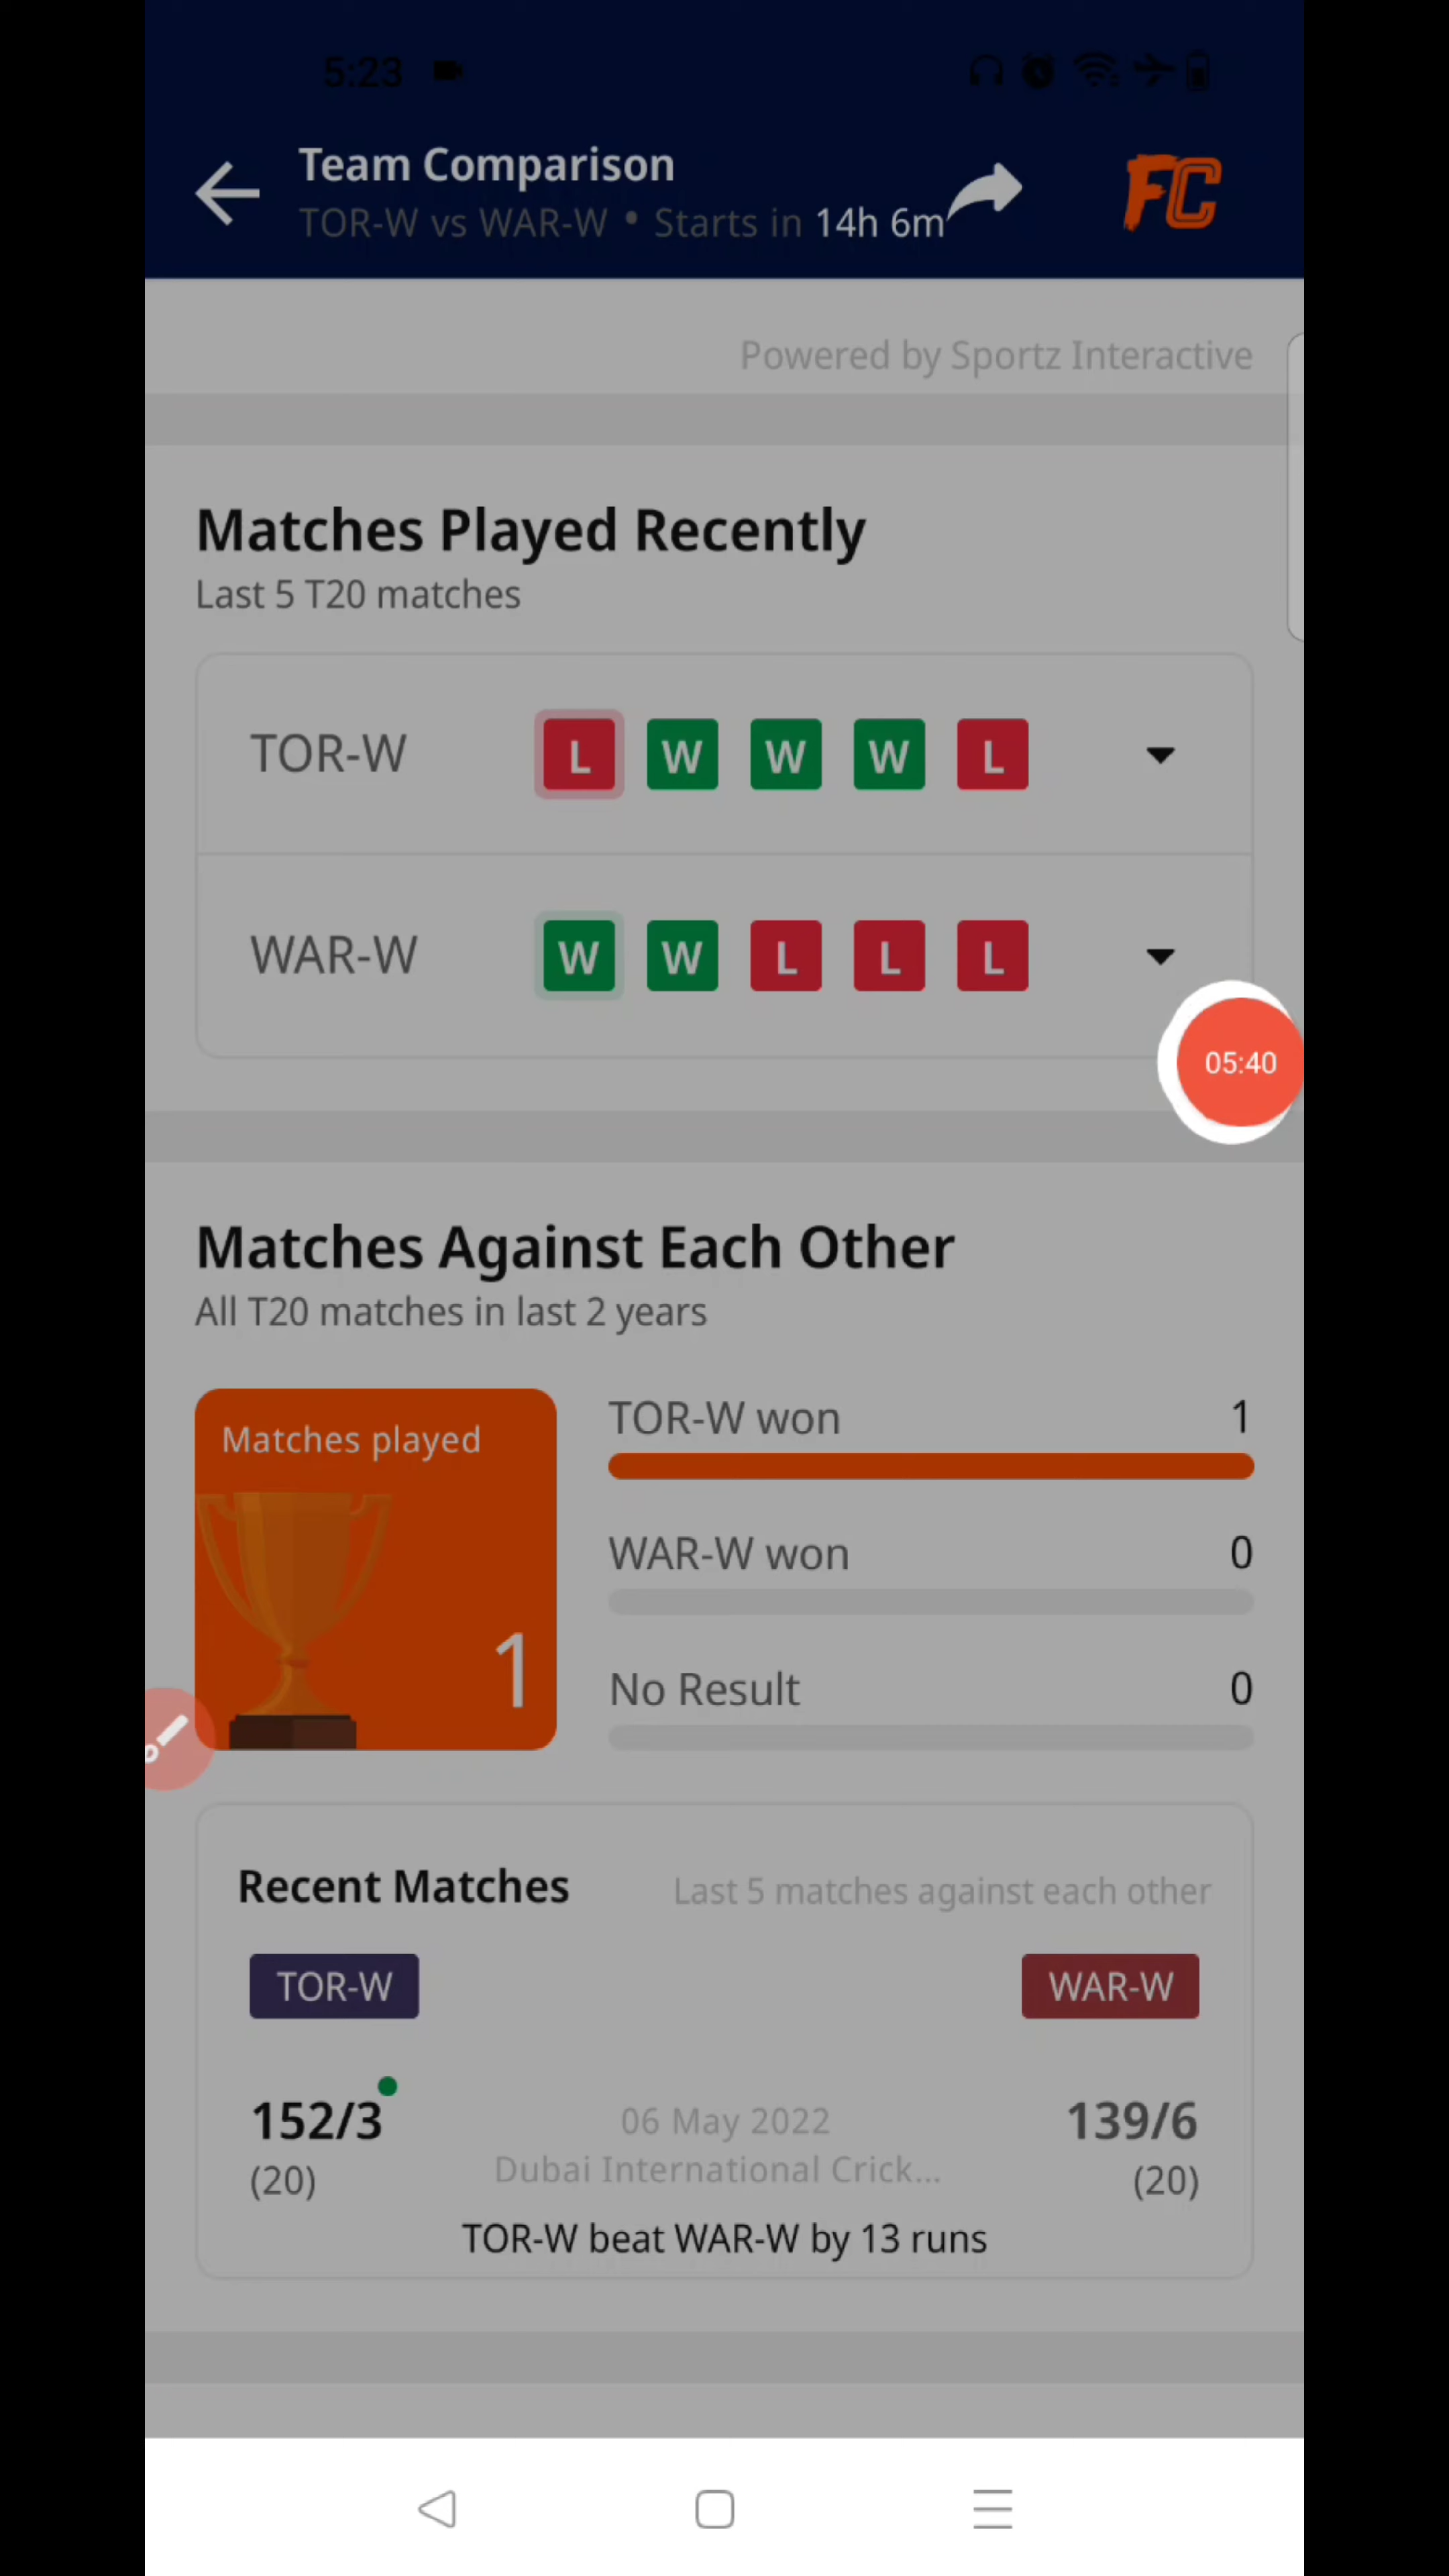 5:23
Team Comparison
TOR-W vs WAR-W • Starts in 14h 6m
FC
Powered by Sportz Interactive
Matches Played Recently
Last 5 T20 matches
TOR-W L W W W L
WAR-W W W L L L
05:40
Matches Against Each Other
All T20 matches in last 2 years
Matches played
1
TOR-W won 1
WAR-W won 0
No Result 0
Recent Matches Last 5 matches against each other
TOR-W WAR-W
152/3 06 May 2022 139/6
(20) Dubai International Crick... (20)
TOR-W beat WAR-W by 13 runs